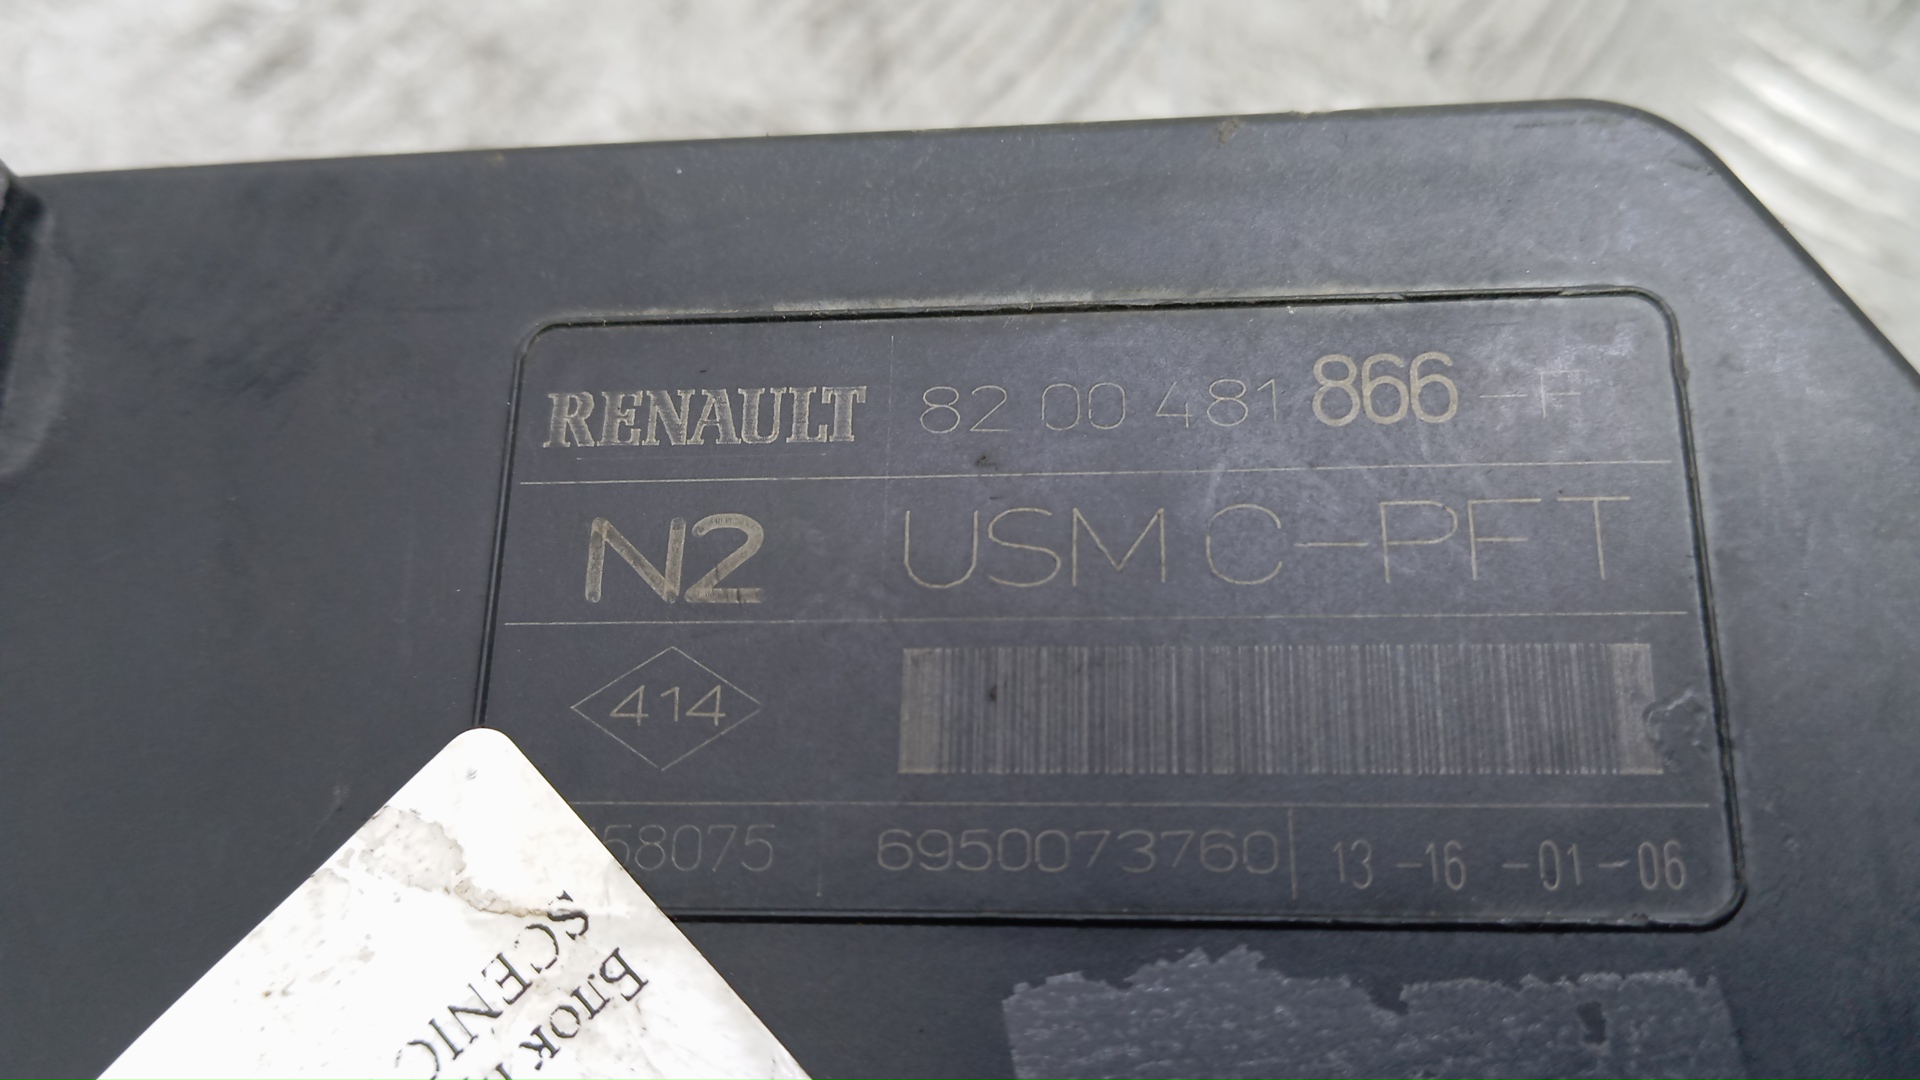 RENAULT 82 00 481 866 -F
N2 USM C-PFT
414
58075 6950073760 13-16-01-06
Блок
SCENIC